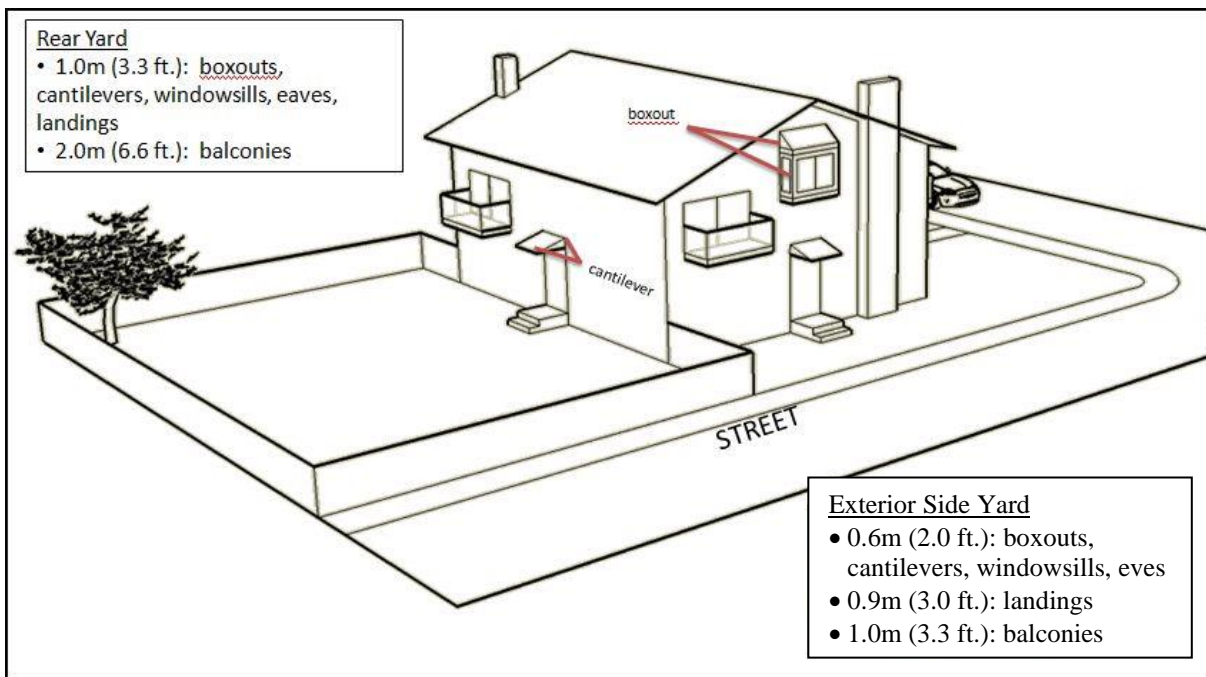 Rear Yard
• 1.0m (3.3 ft.): boxouts,
cantilevers, windowsills, eaves,
landings
• 2.0m (6.6 ft.): balconies
boxout
cantilever
STREET
Exterior Side Yard
• 0.6m (2.0 ft.): boxouts,
cantilevers, windowsills, eves
• 0.9m (3.0 ft.): landings
• 1.0m (3.3 ft.): balconies